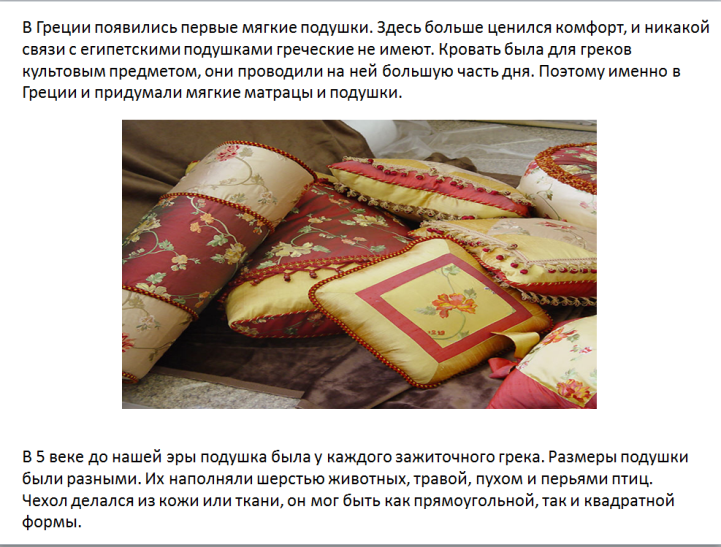 В Греции появились первые мягкие подушки. Здесь больше ценился комфорт, и никакой
связи с египетскими подушками греческие не имеют. Кровать была для греков
культовым предметом, они проводили на ней большую часть дня. Поэтому именно в
Греции и придумали мягкие матрацы и подушки.
В 5 веке до нашей эры подушка была у каждого зажиточного грека. Размеры подушки
были разными. Их наполняли шерстью животных, травой, пухом и перьями птиц.
Чехол делался из кожи или ткани, он мог быть как прямоугольной, так и квадратной
формы.